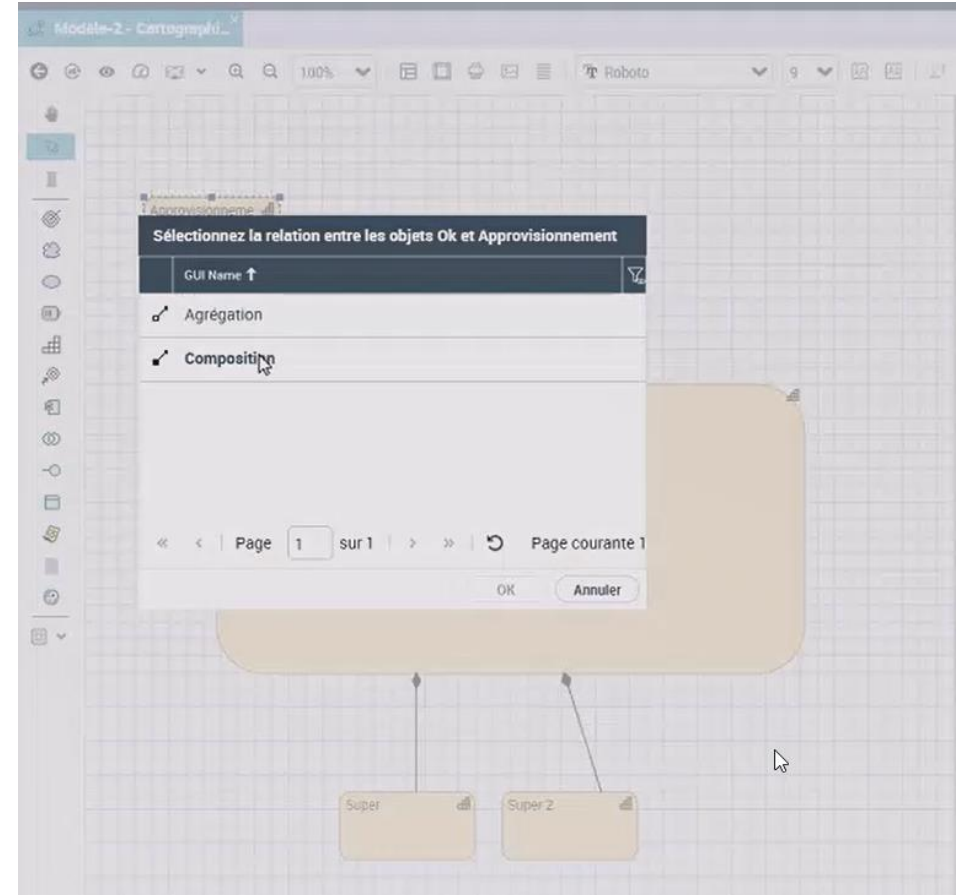 Modèle-2 - Cartographi...
100%
Roboto
9
Approvisionneme
Sélectionnez la relation entre les objets Ok et Approvisionnement
GUI Name
Agrégation
Composition
Page 1 sur 1 Page courante 1
OK Annuler
Super
Super 2